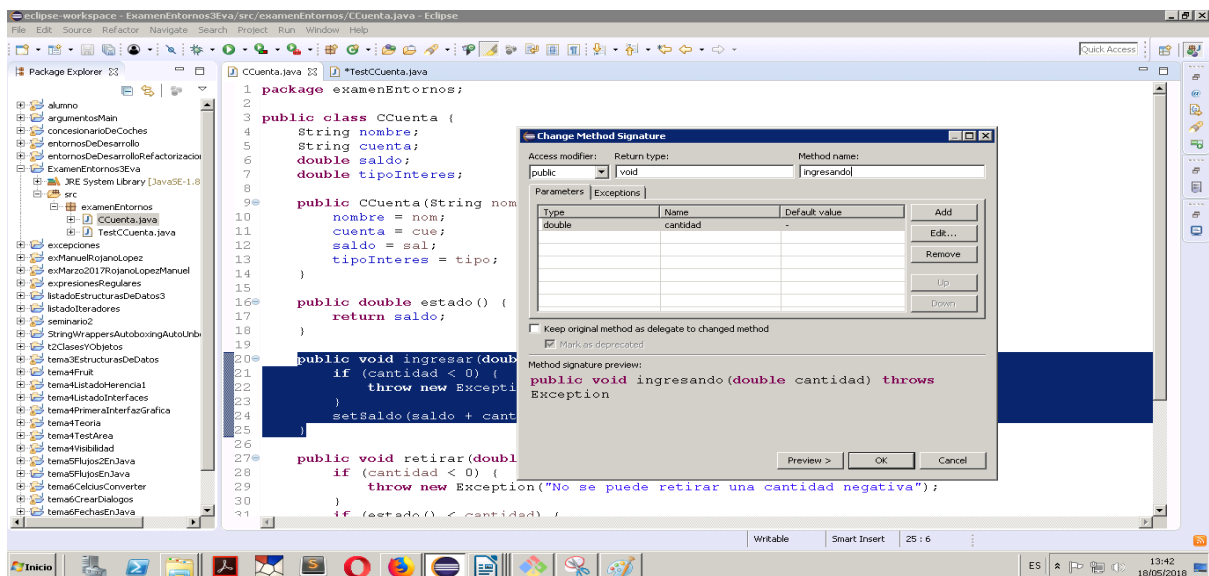 eclipse-workspace - ExamenEntornos3Eva/src/examenEntornos/CCuenta.java - Eclipse
File Edit Source Refactor Navigate Search Project Run Window Help
Quick Access
Package Explorer
CCuenta.java
*TestCCuenta.java
alumno
argumentosMain
concesionarioDeCoches
entornosDeDesarrollo
entornosDeDesarrolloRefactorizacion
ExamenEntornos3Eva
JRE System Library [JavaSE-1.8
src
examenEntornos
CCuenta.java
TestCCuenta.java
excepciones
exManuelRojanoLopez
exMarzo2017RojanoLopezManuel
expresionesRegulares
listadoEstructurasDeDatos3
listadoIteradores
seminario2
StringWrappersAutoboxingAutoUnb
t2ClasesYObjetos
tema3EstructurasDeDatos
tema4Fruit
tema4ListadoHerencia1
tema4ListadoInterfaces
tema4PrimeraInterfazGrafica
tema4Teoria
tema4TestArea
tema4Visibilidad
tema5Flujos2EnJava
tema5FlujosEnJava
tema6CelciusConverter
tema6CrearDialogos
tema6FechasEnJava
1 package examenEntornos;
2
3 public class CCuenta {
4 String nombre;
5 String cuenta;
6 double saldo;
7 double tipoInteres;
8
9 public CCuenta(String nom
10 nombre = nom;
11 cuenta = cue;
12 saldo = sal;
13 tipoInteres = tipo;
14 }
15
16 public double estado() {
17 return saldo;
18 }
19
20 public void ingresar(doub
21 if (cantidad < 0) {
22 throw new Excepti
23 }
24 setSaldo(saldo + cant
25 }
26
27 public void retirar(doubl
28 if (cantidad < 0) {
29 throw new Exception("No se puede retirar una cantidad negativa");
30 }
31 if (estado() < cantidad) {
Change Method Signature
Access modifier: Return type: Method name:
public void ingresando
Parameters Exceptions
Type Name Default value
double cantidad -
Add
Edit...
Remove
Up
Down
Keep original method as delegate to changed method
Mark as deprecated
Method signature preview:
public void ingresando(double cantidad) throws
Exception
Preview > OK Cancel
Writable Smart Insert 25 : 6
Inicio
ES
13:42
18/05/2018